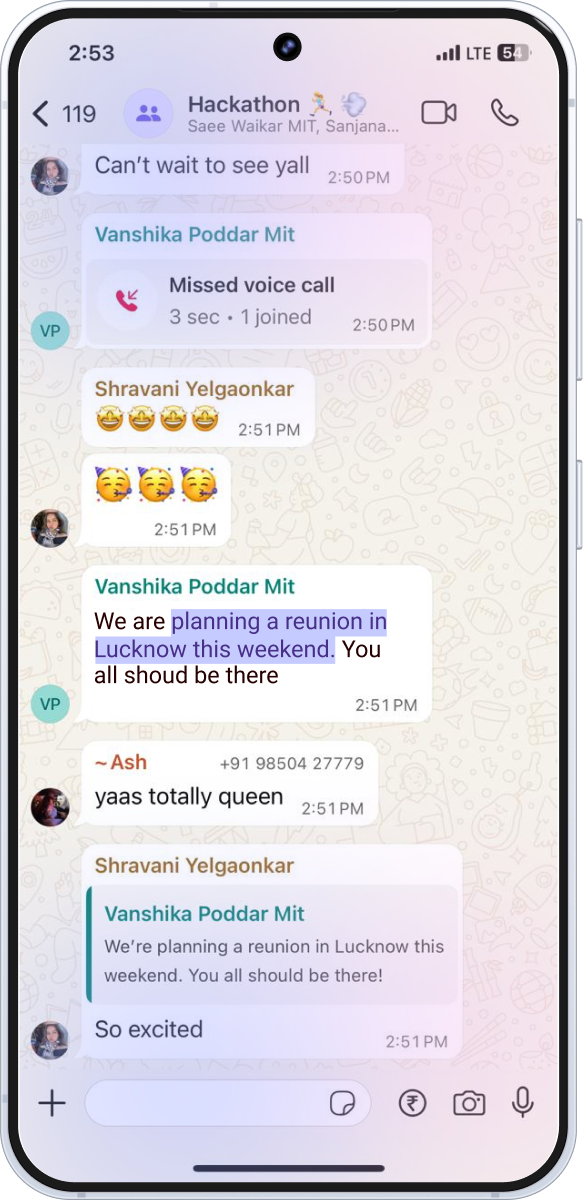 2:53 LTE 54
119 Hackathon 🏃💨
Saee Waikar MIT, Sanjana...
Can't wait to see yall
2:50 PM
Vanshika Poddar Mit
Missed voice call
3 sec • 1 joined
2:50 PM
VP
Shravani Yelgaonkar
🤩🤩🤩🤩 2:51 PM
🥳🥳🥳
2:51 PM
Vanshika Poddar Mit
We are planning a reunion in
Lucknow this weekend. You
all shoud be there
VP
2:51 PM
~Ash +91 98504 27779
yaas totally queen 2:51 PM
Shravani Yelgaonkar
Vanshika Poddar Mit
We're planning a reunion in Lucknow this
weekend. You all should be there!
So excited
2:51 PM
₹